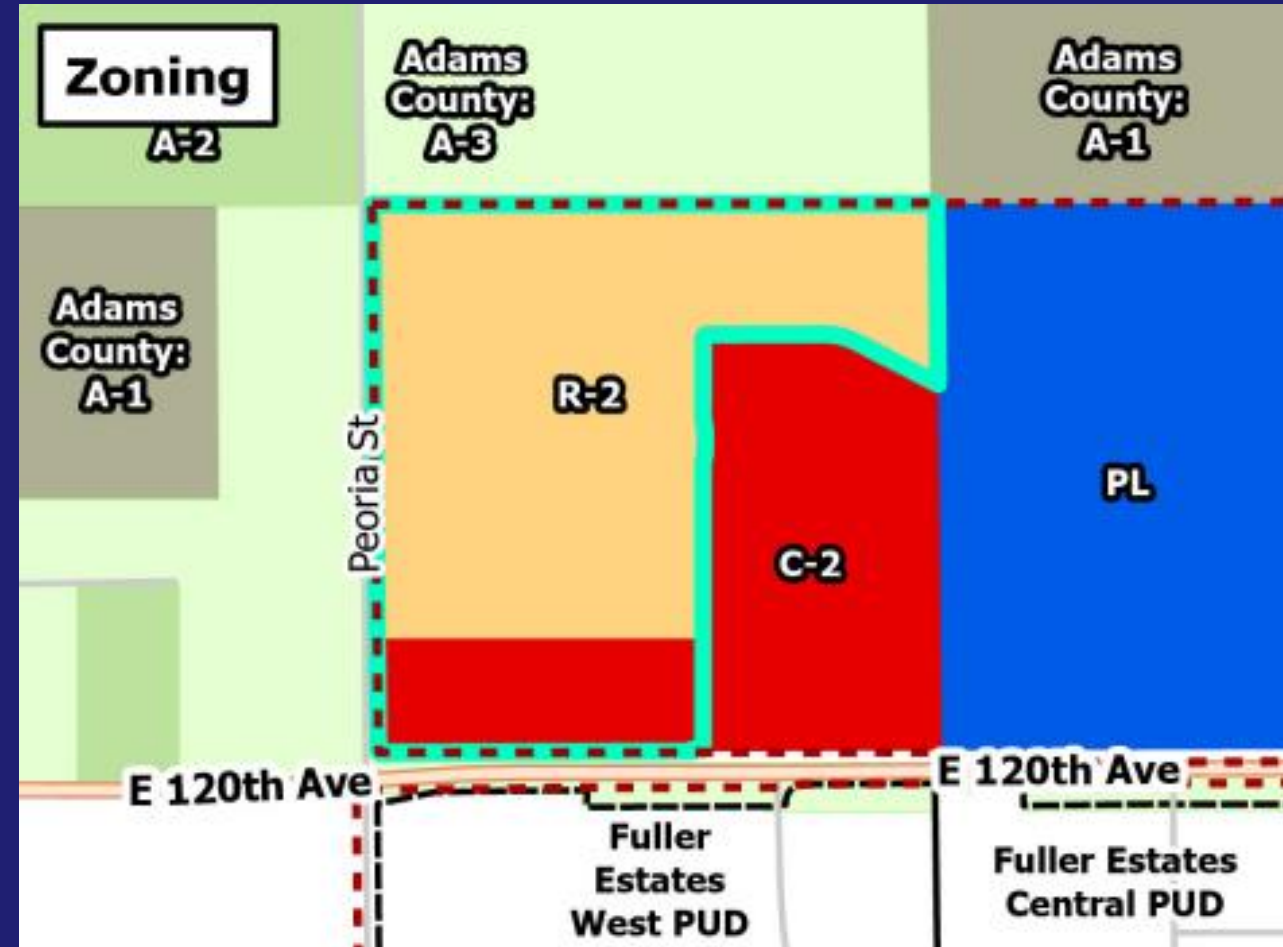 Zoning
A-2
Adams
County:
A-3
Adams
County:
A-1
Adams
County:
A-1
R-2
Peoria St
C-2
PL
E 120th Ave
E 120th Ave
Fuller
Estates
West PUD
Fuller Estates
Central PUD